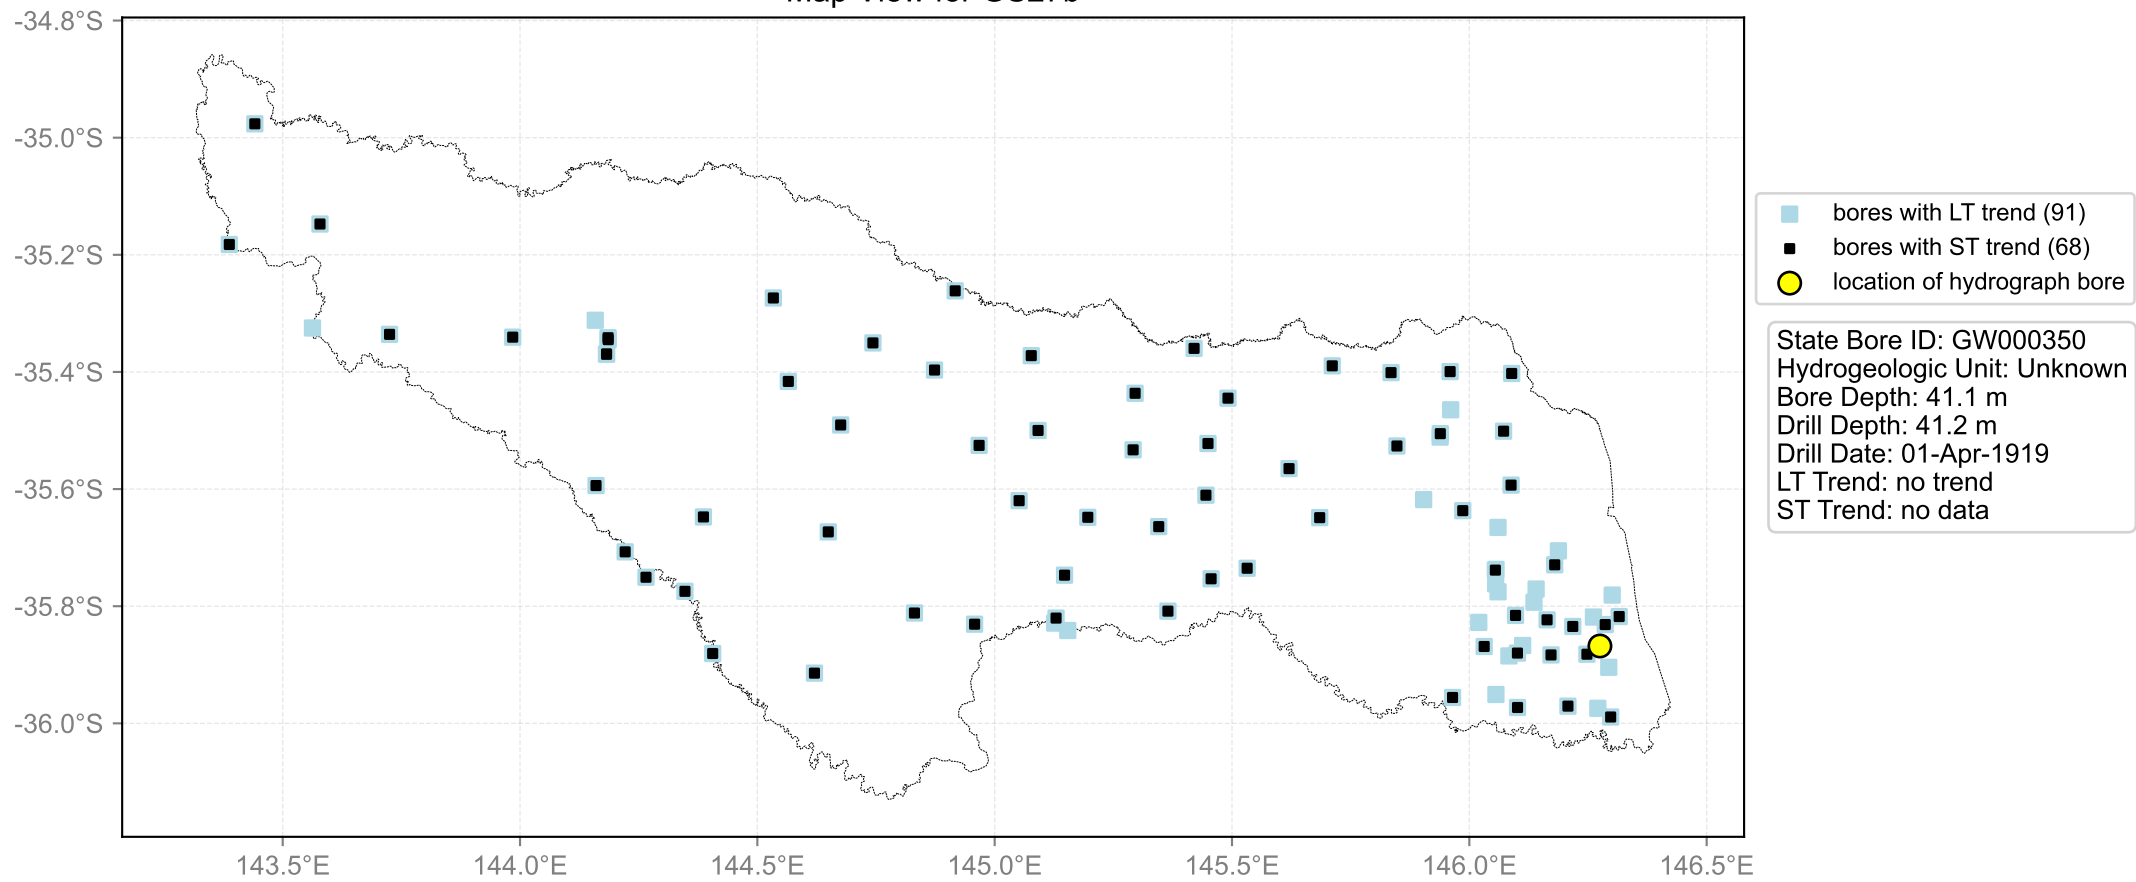 -34.8°S
-35.0°S
-35.2°S
-35.4°S
-35.6°S
-35.8°S
-36.0°S
143.5°E
144.0°E
144.5°E
145.0°E
145.5°E
146.0°E
146.5°E
bores with LT trend (91)
bores with ST trend (68)
location of hydrograph bore
State Bore ID: GW000350
Hydrogeologic Unit: Unknown
Bore Depth: 41.1 m
Drill Depth: 41.2 m
Drill Date: 01-Apr-1919
LT Trend: no trend
ST Trend: no data